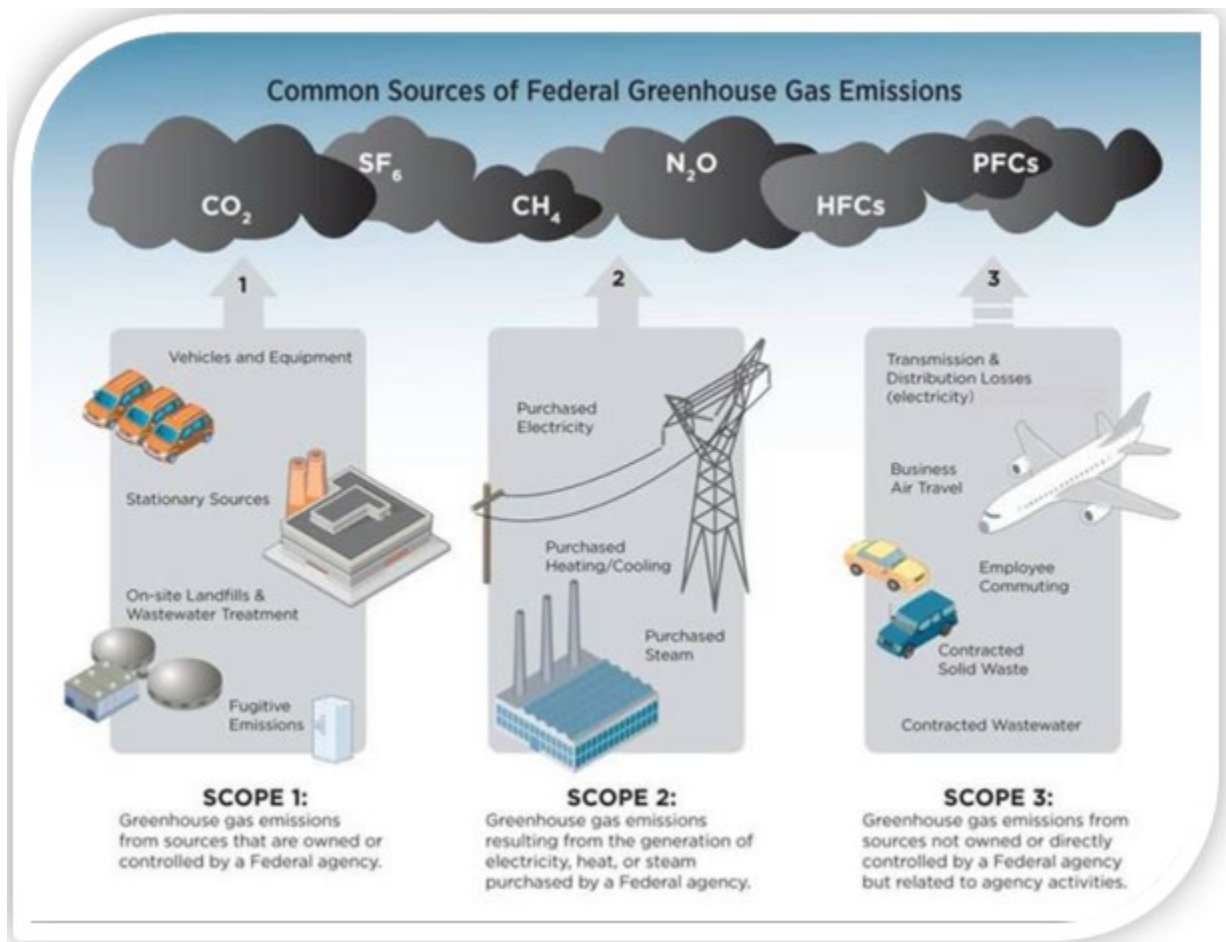 Common Sources of Federal Greenhouse Gas Emissions
CO₂
SF₆
CH₄
N₂O
HFCs
PFCs
1
2
3
Vehicles and Equipment
Stationary Sources
On-site Landfills &
Wastewater Treatment
Fugitive
Emissions
Purchased
Electricity
Purchased
Heating/Cooling
Purchased
Steam
Transmission &
Distribution Losses
(electricity)
Business
Air Travel
Employee
Commuting
Contracted
Solid Waste
Contracted Wastewater
SCOPE 1:
Greenhouse gas emissions
from sources that are owned or
controlled by a Federal agency.
SCOPE 2:
Greenhouse gas emissions
resulting from the generation of
electricity, heat, or steam
purchased by a Federal agency.
SCOPE 3:
Greenhouse gas emissions from
sources not owned or directly
controlled by a Federal agency
but related to agency activities.